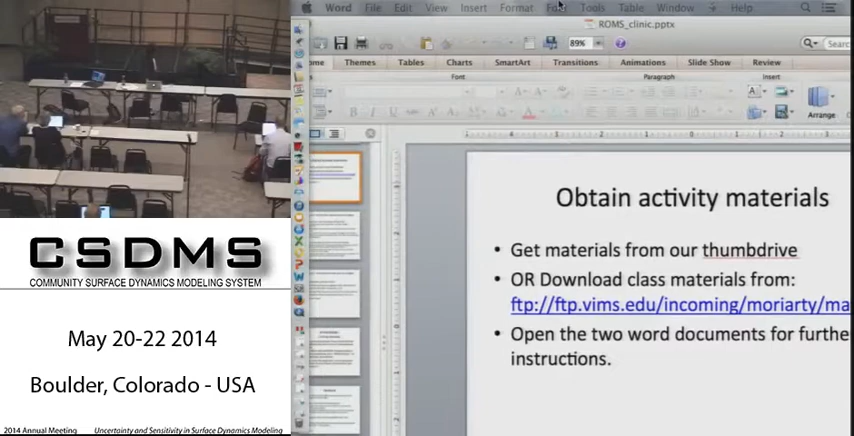 Word File Edit View Insert Format Tools Table Window Help
ROMS_clinic.pptx
89%
Themes Tables Charts SmartArt Transitions Animations Slide Show Review
Font Paragraph Insert
Arrange
Obtain activity materials
• Get materials from our thumbdrive
• OR Download class materials from:
ftp://ftp.vims.edu/incoming/moriarty/ma
• Open the two word documents for furthe
instructions.
CSDMS
COMMUNITY SURFACE DYNAMICS MODELING SYSTEM
May 20-22 2014
Boulder, Colorado - USA
2014 Annual Meeting Uncertainty and Sensitivity in Surface Dynamics Modeling